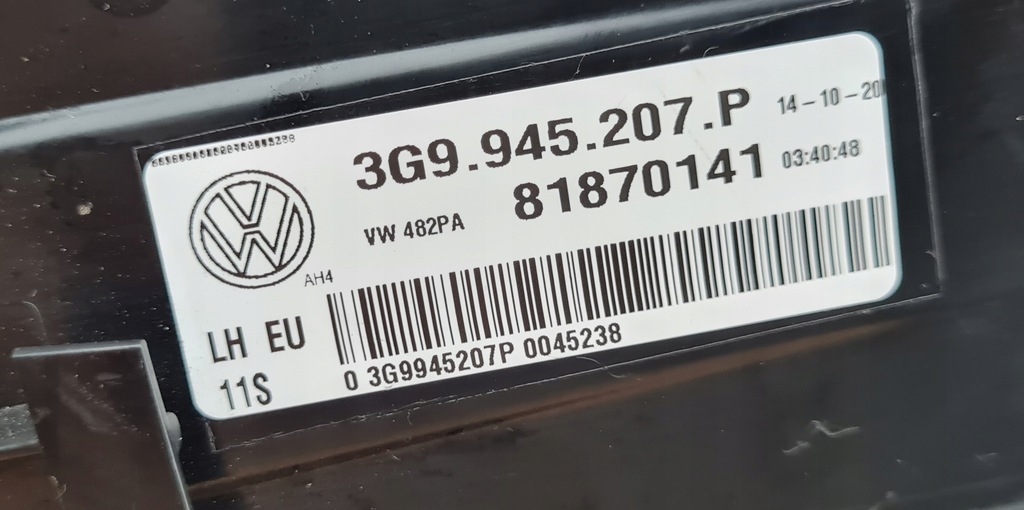 3G9.945.207.P 14-10-20
81870141 03:40:48
VW 482PA
AH4
LH EU
11S
0 3G9945207P 0045238